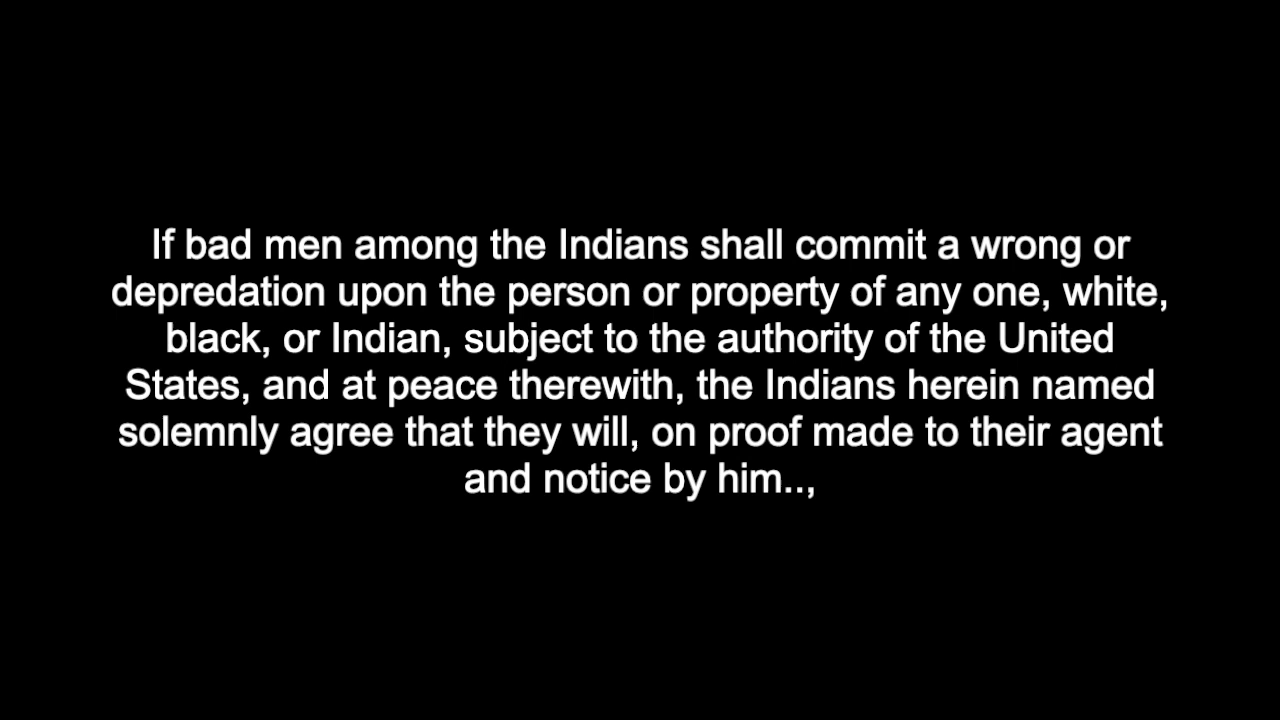 If bad men among the Indians shall commit a wrong or
depredation upon the person or property of any one, white,
black, or Indian, subject to the authority of the United
States, and at peace therewith, the Indians herein named
solemnly agree that they will, on proof made to their agent
and notice by him..,